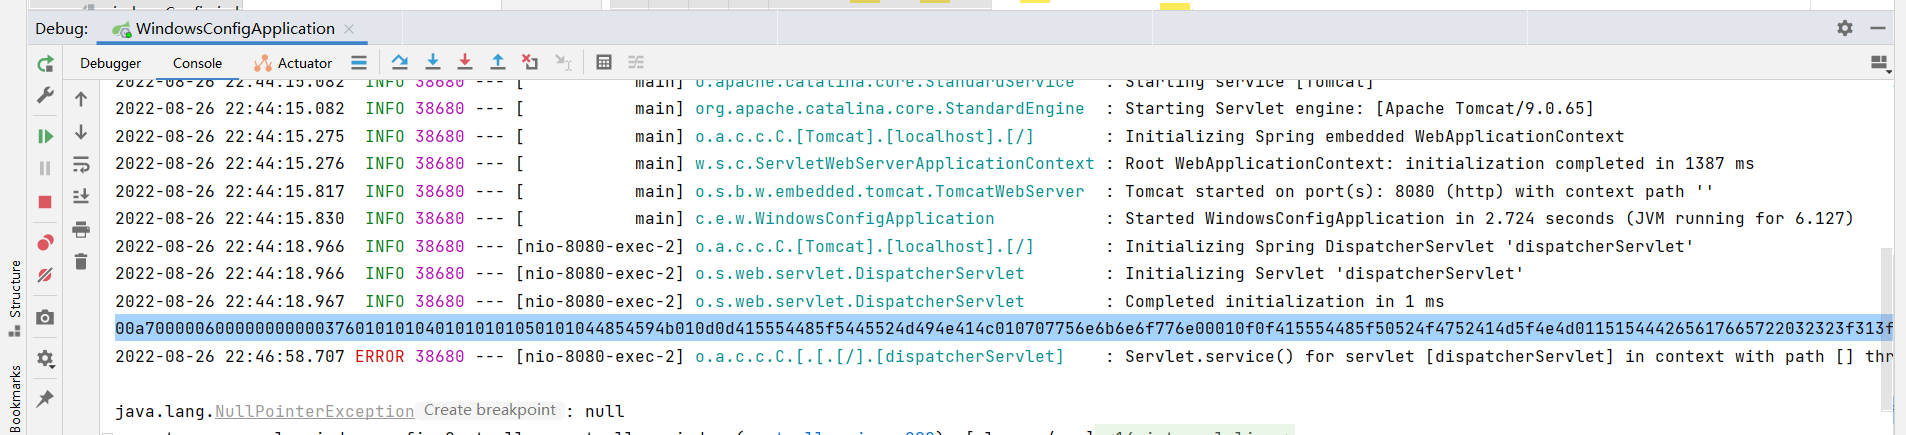 Debug: WindowsConfigApplication
Debugger Console Actuator
2022-08-26 22:44:15.082 INFO 38680 --- [ main] o.apache.catalina.core.StandardService : Starting service [Tomcat]
2022-08-26 22:44:15.082 INFO 38680 --- [ main] org.apache.catalina.core.StandardEngine : Starting Servlet engine: [Apache Tomcat/9.0.65]
2022-08-26 22:44:15.275 INFO 38680 --- [ main] o.a.c.c.C.[Tomcat].[localhost].[/] : Initializing Spring embedded WebApplicationContext
2022-08-26 22:44:15.276 INFO 38680 --- [ main] w.s.c.ServletWebServerApplicationContext : Root WebApplicationContext: initialization completed in 1387 ms
2022-08-26 22:44:15.817 INFO 38680 --- [ main] o.s.b.w.embedded.tomcat.TomcatWebServer : Tomcat started on port(s): 8080 (http) with context path ''
2022-08-26 22:44:15.830 INFO 38680 --- [ main] c.e.w.WindowsConfigApplication : Started WindowsConfigApplication in 2.724 seconds (JVM running for 6.127)
2022-08-26 22:44:18.966 INFO 38680 --- [nio-8080-exec-2] o.a.c.c.C.[Tomcat].[localhost].[/] : Initializing Spring DispatcherServlet 'dispatcherServlet'
2022-08-26 22:44:18.966 INFO 38680 --- [nio-8080-exec-2] o.s.web.servlet.DispatcherServlet : Initializing Servlet 'dispatcherServlet'
2022-08-26 22:44:18.967 INFO 38680 --- [nio-8080-exec-2] o.s.web.servlet.DispatcherServlet : Completed initialization in 1 ms
00a70000060000000000037601010104010101010501010448545​94b010d0d415554485f5445524d494e414c010707756e6b6e6f776e00010f0f415554485f50524f4752414d5f4e4d01151544426561766572203232​3f313f
2022-08-26 22:46:58.707 ERROR 38680 --- [nio-8080-exec-2] o.a.c.c.C.[.[.[/].[dispatcherServlet] : Servlet.service() for servlet [dispatcherServlet] in context with path [] thr
java.lang.NullPointerException Create breakpoint : null
Structure
Bookmarks